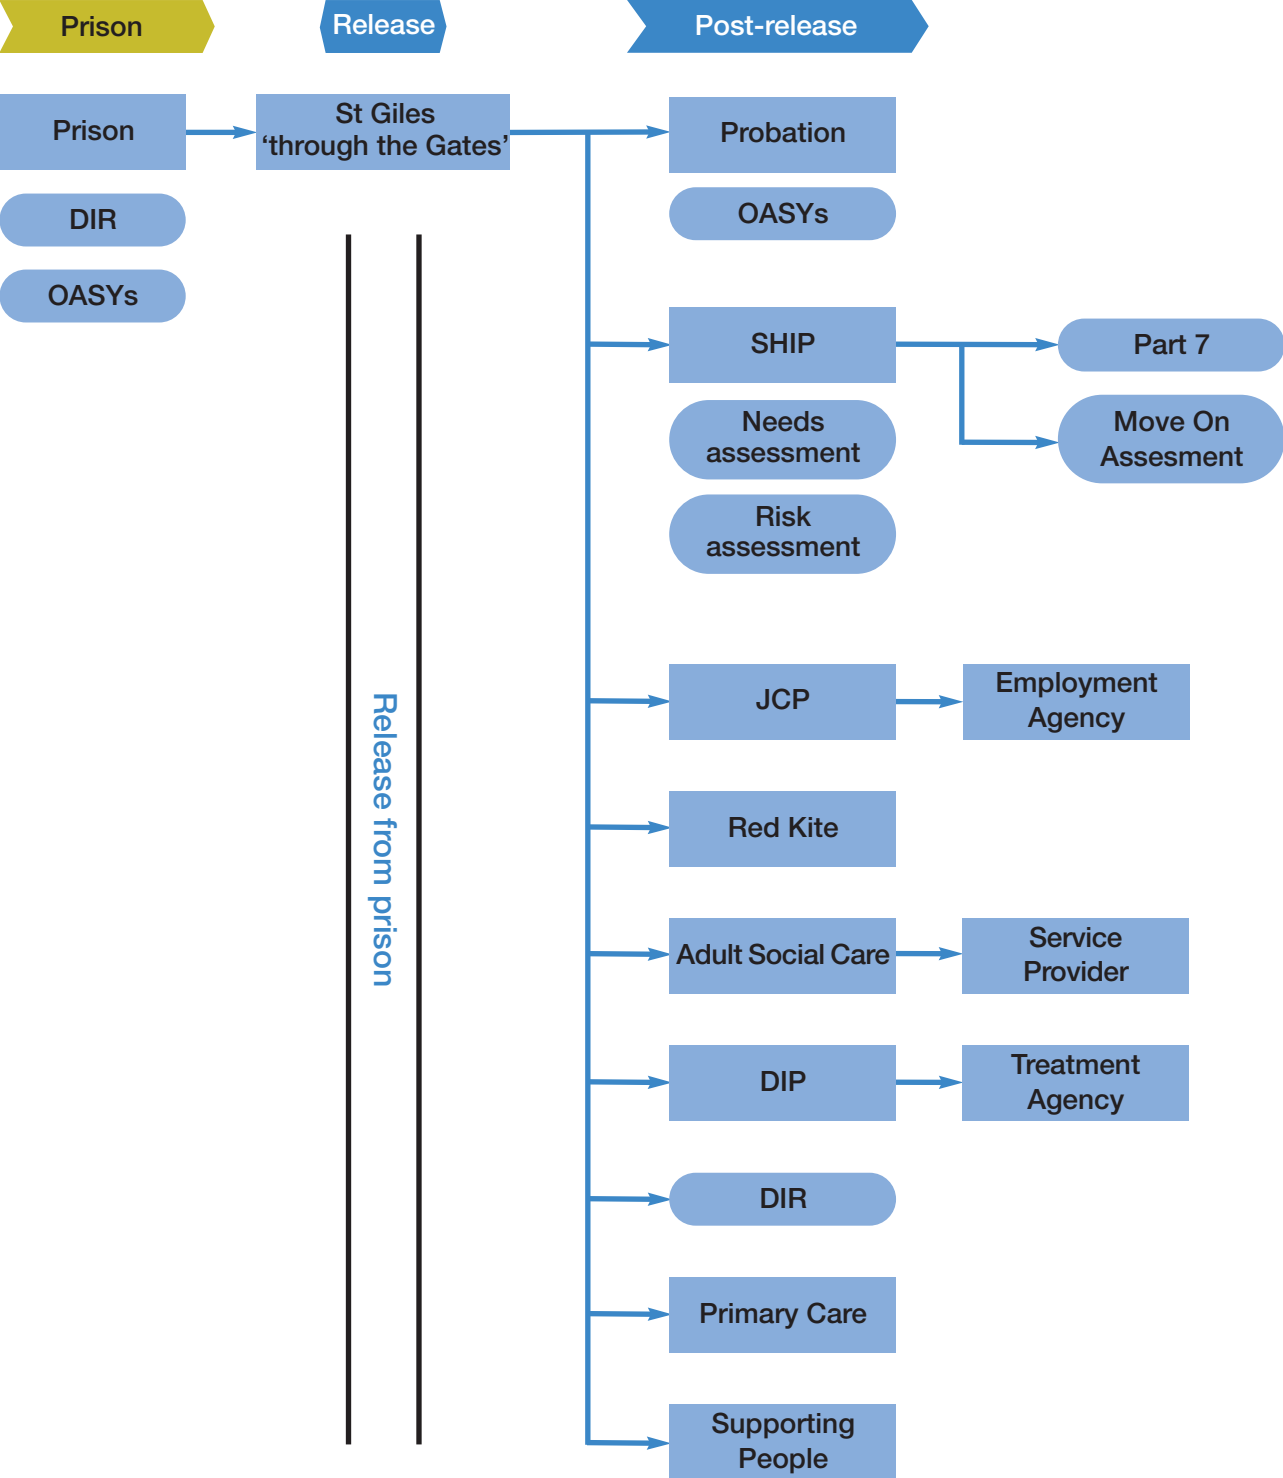 Prison
Release
Post-release
Prison
St Giles
‘through the Gates’
Probation
DIR
OASYs
OASYs
SHIP
Part 7
Needs
assessment
Move On
Assesment
Risk
assessment
Release from prison
JCP
Employment
Agency
Red Kite
Adult Social Care
Service
Provider
DIP
Treatment
Agency
DIR
Primary Care
Supporting
People